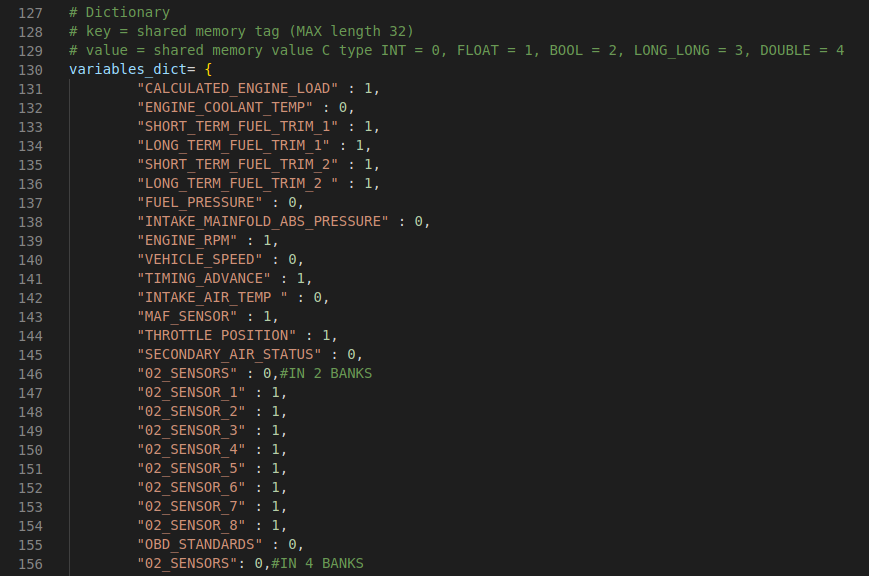 127 # Dictionary
128 # key = shared memory tag (MAX length 32)
129 # value = shared memory value C type INT = 0, FLOAT = 1, BOOL = 2, LONG_LONG = 3, DOUBLE = 4
130 variables_dict= {
131 "CALCULATED_ENGINE_LOAD" : 1,
132 "ENGINE_COOLANT_TEMP" : 0,
133 "SHORT_TERM_FUEL_TRIM_1" : 1,
134 "LONG_TERM_FUEL_TRIM_1" : 1,
135 "SHORT_TERM_FUEL_TRIM_2" : 1,
136 "LONG_TERM_FUEL_TRIM_2 " : 1,
137 "FUEL_PRESSURE" : 0,
138 "INTAKE_MAINFOLD_ABS_PRESSURE" : 0,
139 "ENGINE_RPM" : 1,
140 "VEHICLE_SPEED" : 0,
141 "TIMING_ADVANCE" : 1,
142 "INTAKE_AIR_TEMP " : 0,
143 "MAF_SENSOR" : 1,
144 "THROTTLE POSITION" : 1,
145 "SECONDARY_AIR_STATUS" : 0,
146 "02_SENSORS" : 0,#IN 2 BANKS
147 "02_SENSOR_1" : 1,
148 "02_SENSOR_2" : 1,
149 "02_SENSOR_3" : 1,
150 "02_SENSOR_4" : 1,
151 "02_SENSOR_5" : 1,
152 "02_SENSOR_6" : 1,
153 "02_SENSOR_7" : 1,
154 "02_SENSOR_8" : 1,
155 "OBD_STANDARDS" : 0,
156 "02_SENSORS": 0,#IN 4 BANKS